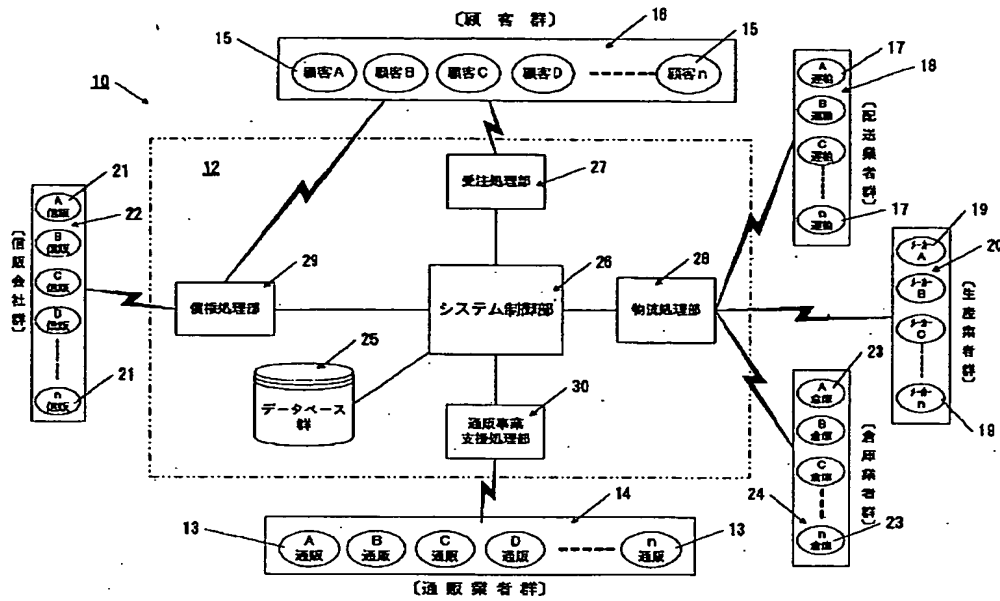 〔顧客群〕
16
15
15
顧客A
顧客B
顧客C
顧客D
顧客n
10
12
受注処理部
27
A
運輸
B
運輸
C
運輸
n
運輸
17
18
17
〔配送業者群〕
21
A
信販
22
B
信販
C
信販
D
信販
n
信販
21
〔信販会社群〕
29
債権処理部
26
システム制御部
28
物流処理部
19
メーカー
A
20
メーカー
B
メーカー
C
メーカー
n
19
〔生産業者群〕
25
データベース
群
30
通販事業
支援処理部
23
A
倉庫
B
倉庫
C
倉庫
24
n
倉庫
23
〔倉庫業者群〕
14
13
13
A
通販
B
通販
C
通販
D
通販
n
通販
〔通販業者群〕